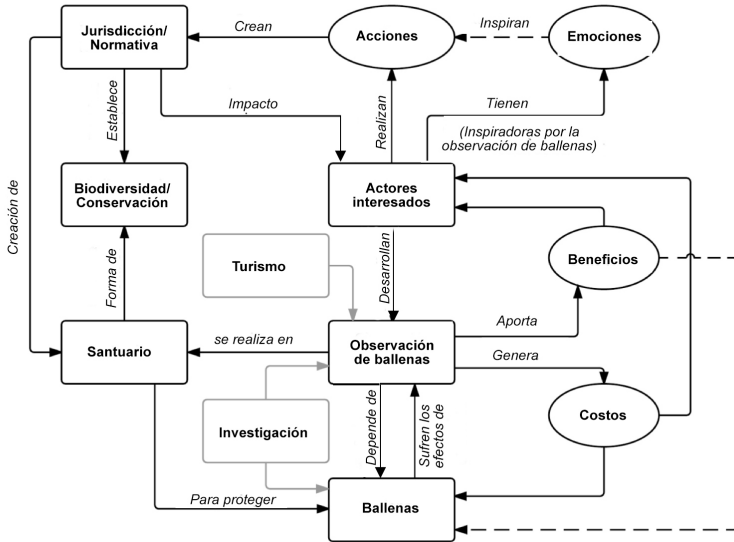 Jurisdicción/
Normativa
Crean
Acciones
Inspiran
Emociones
Establece
Impacto
Realizan
Tienen
(Inspiradoras por la
observación de ballenas)
Biodiversidad/
Conservación
Actores
interesados
Creación de
Forma de
Turismo
Desarrollan
Beneficios
Aporta
Santuario
se realiza en
Observación
de ballenas
Genera
Investigación
Depende de
Sufren los
efectos de
Costos
Para proteger
Ballenas